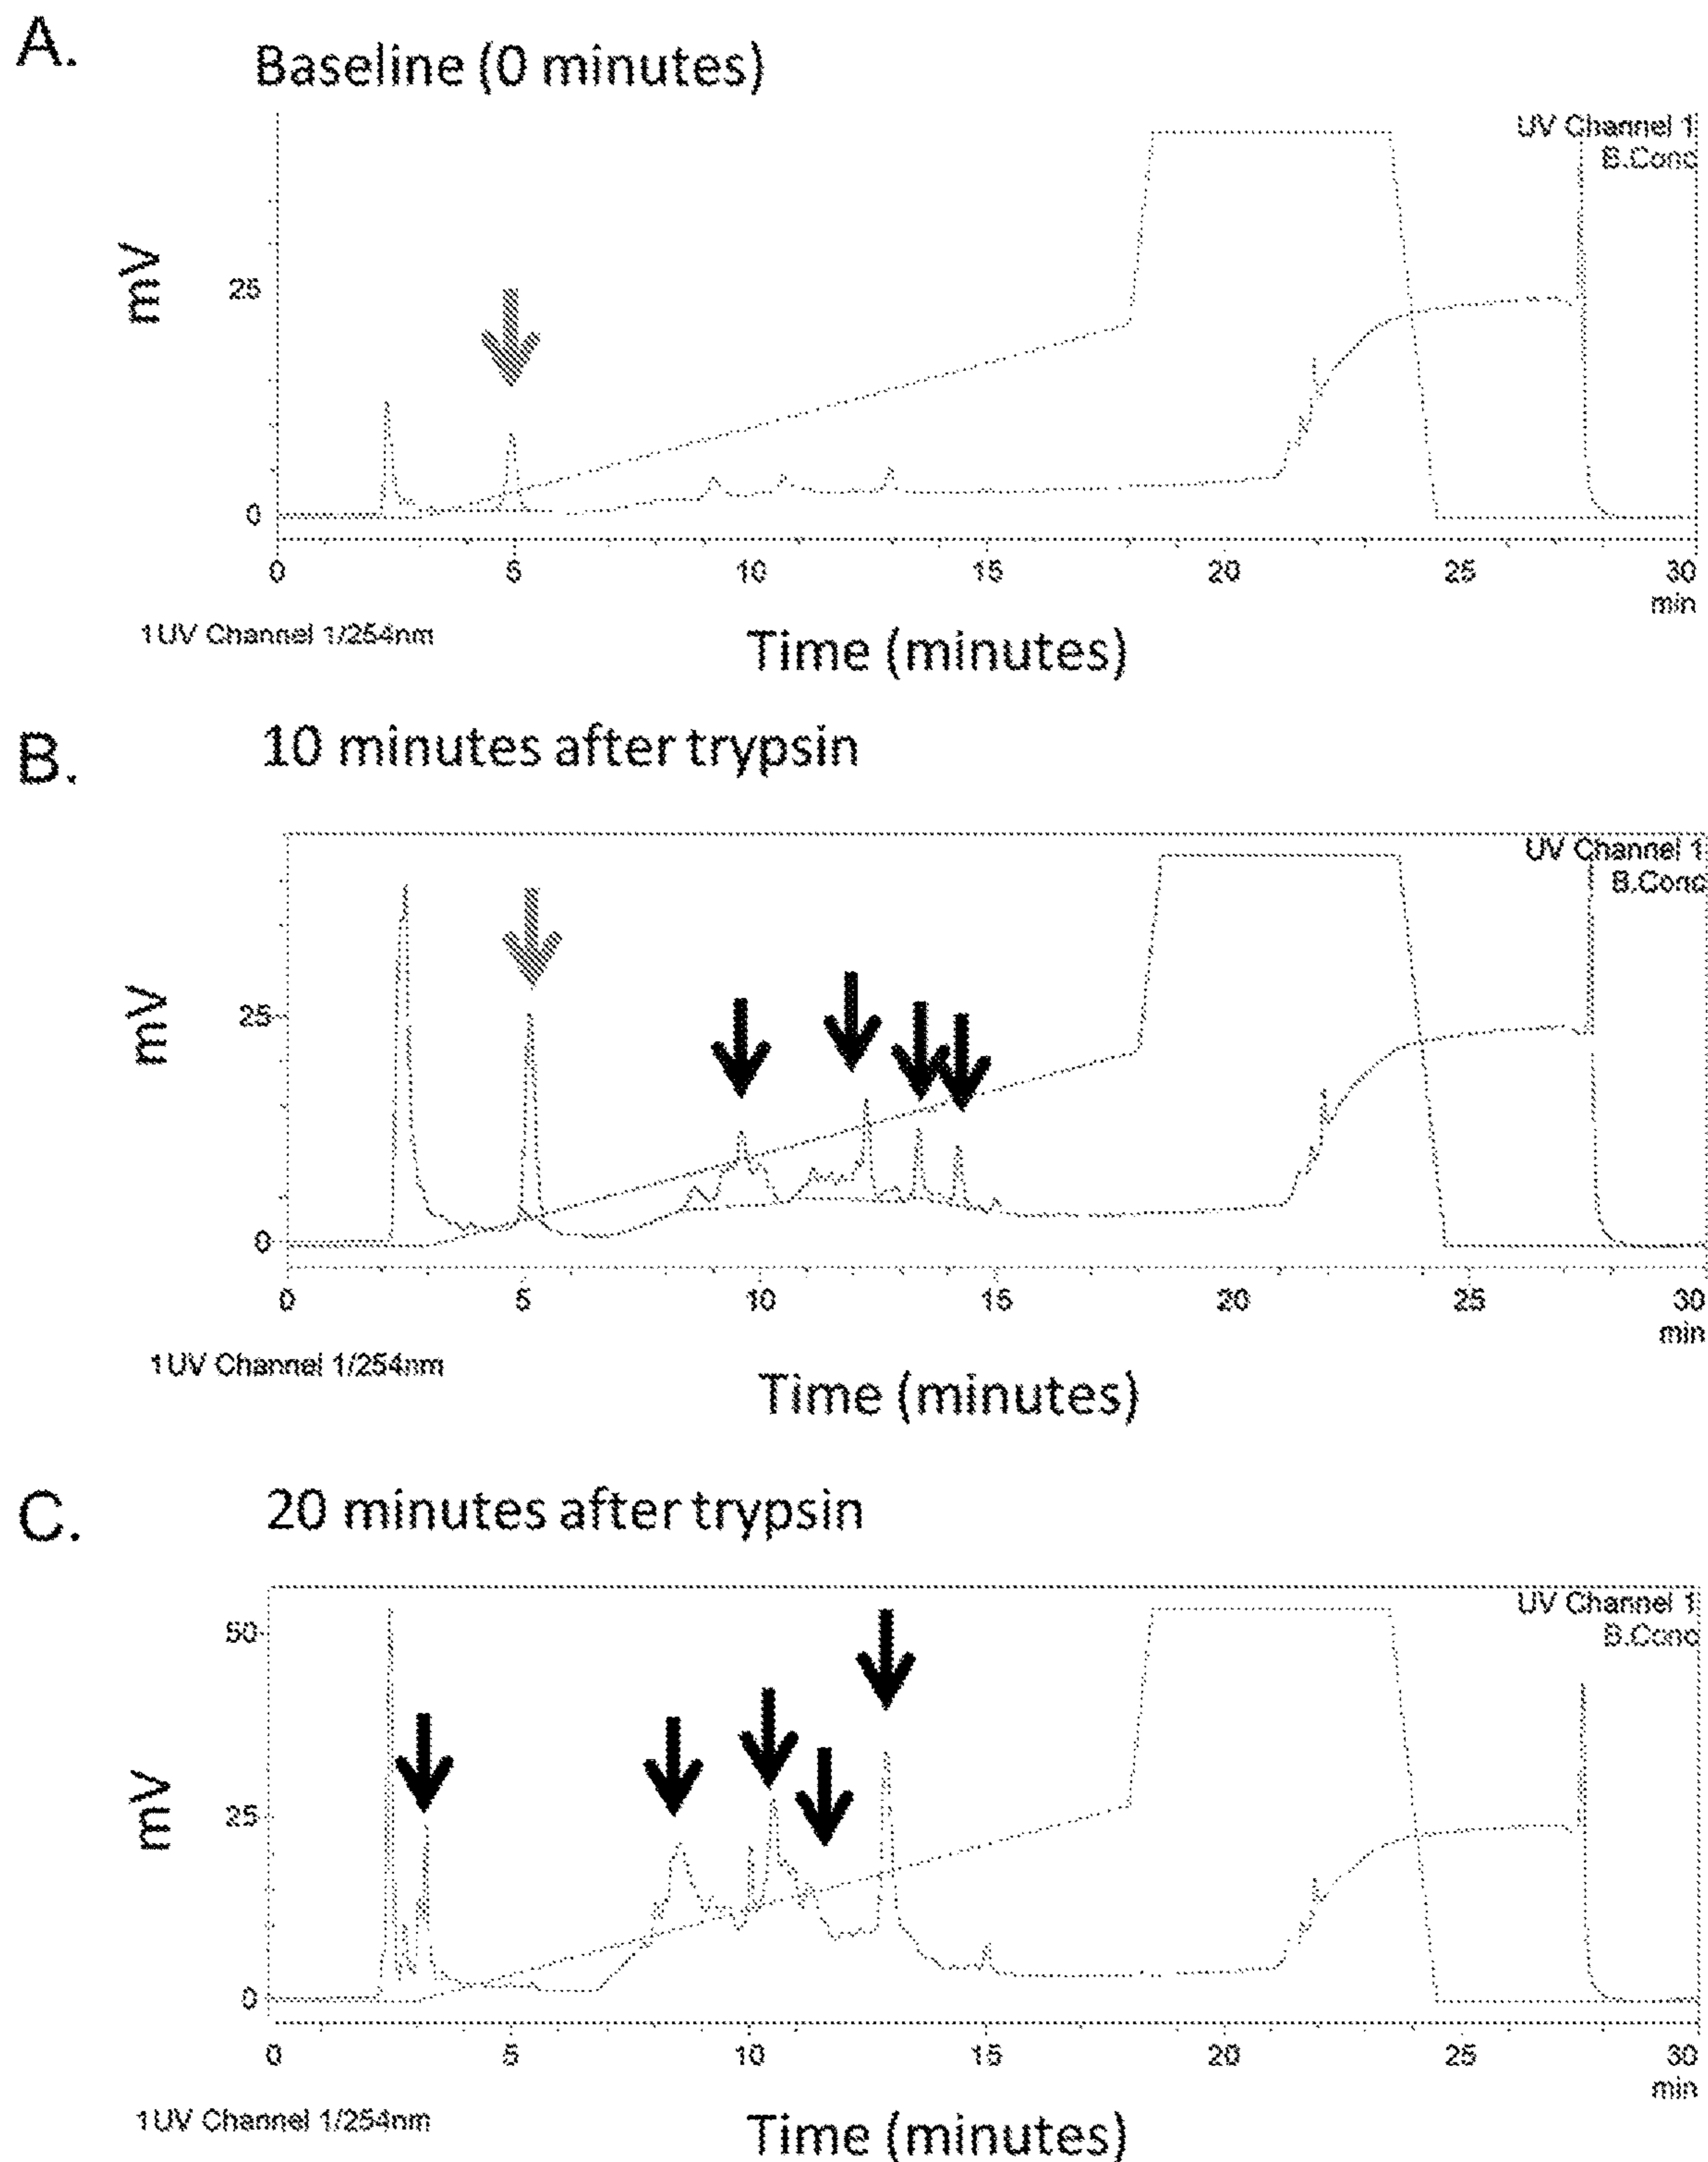 A.
Baseline (0 minutes)
UV Channel 1
B.Conc
mV
25
0
0 5 10 15 20 25 30
min
1UV Channel 1/254nm
Time (minutes)
B.
10 minutes after trypsin
UV Channel 1
B.Conc
mV
25
0
0 5 10 15 20 25 30
min
1UV Channel 1/254nm
Time (minutes)
C.
20 minutes after trypsin
UV Channel 1
B.Conc
50
mV
25
0
0 5 10 15 20 25 30
min
1UV Channel 1/254nm
Time (minutes)